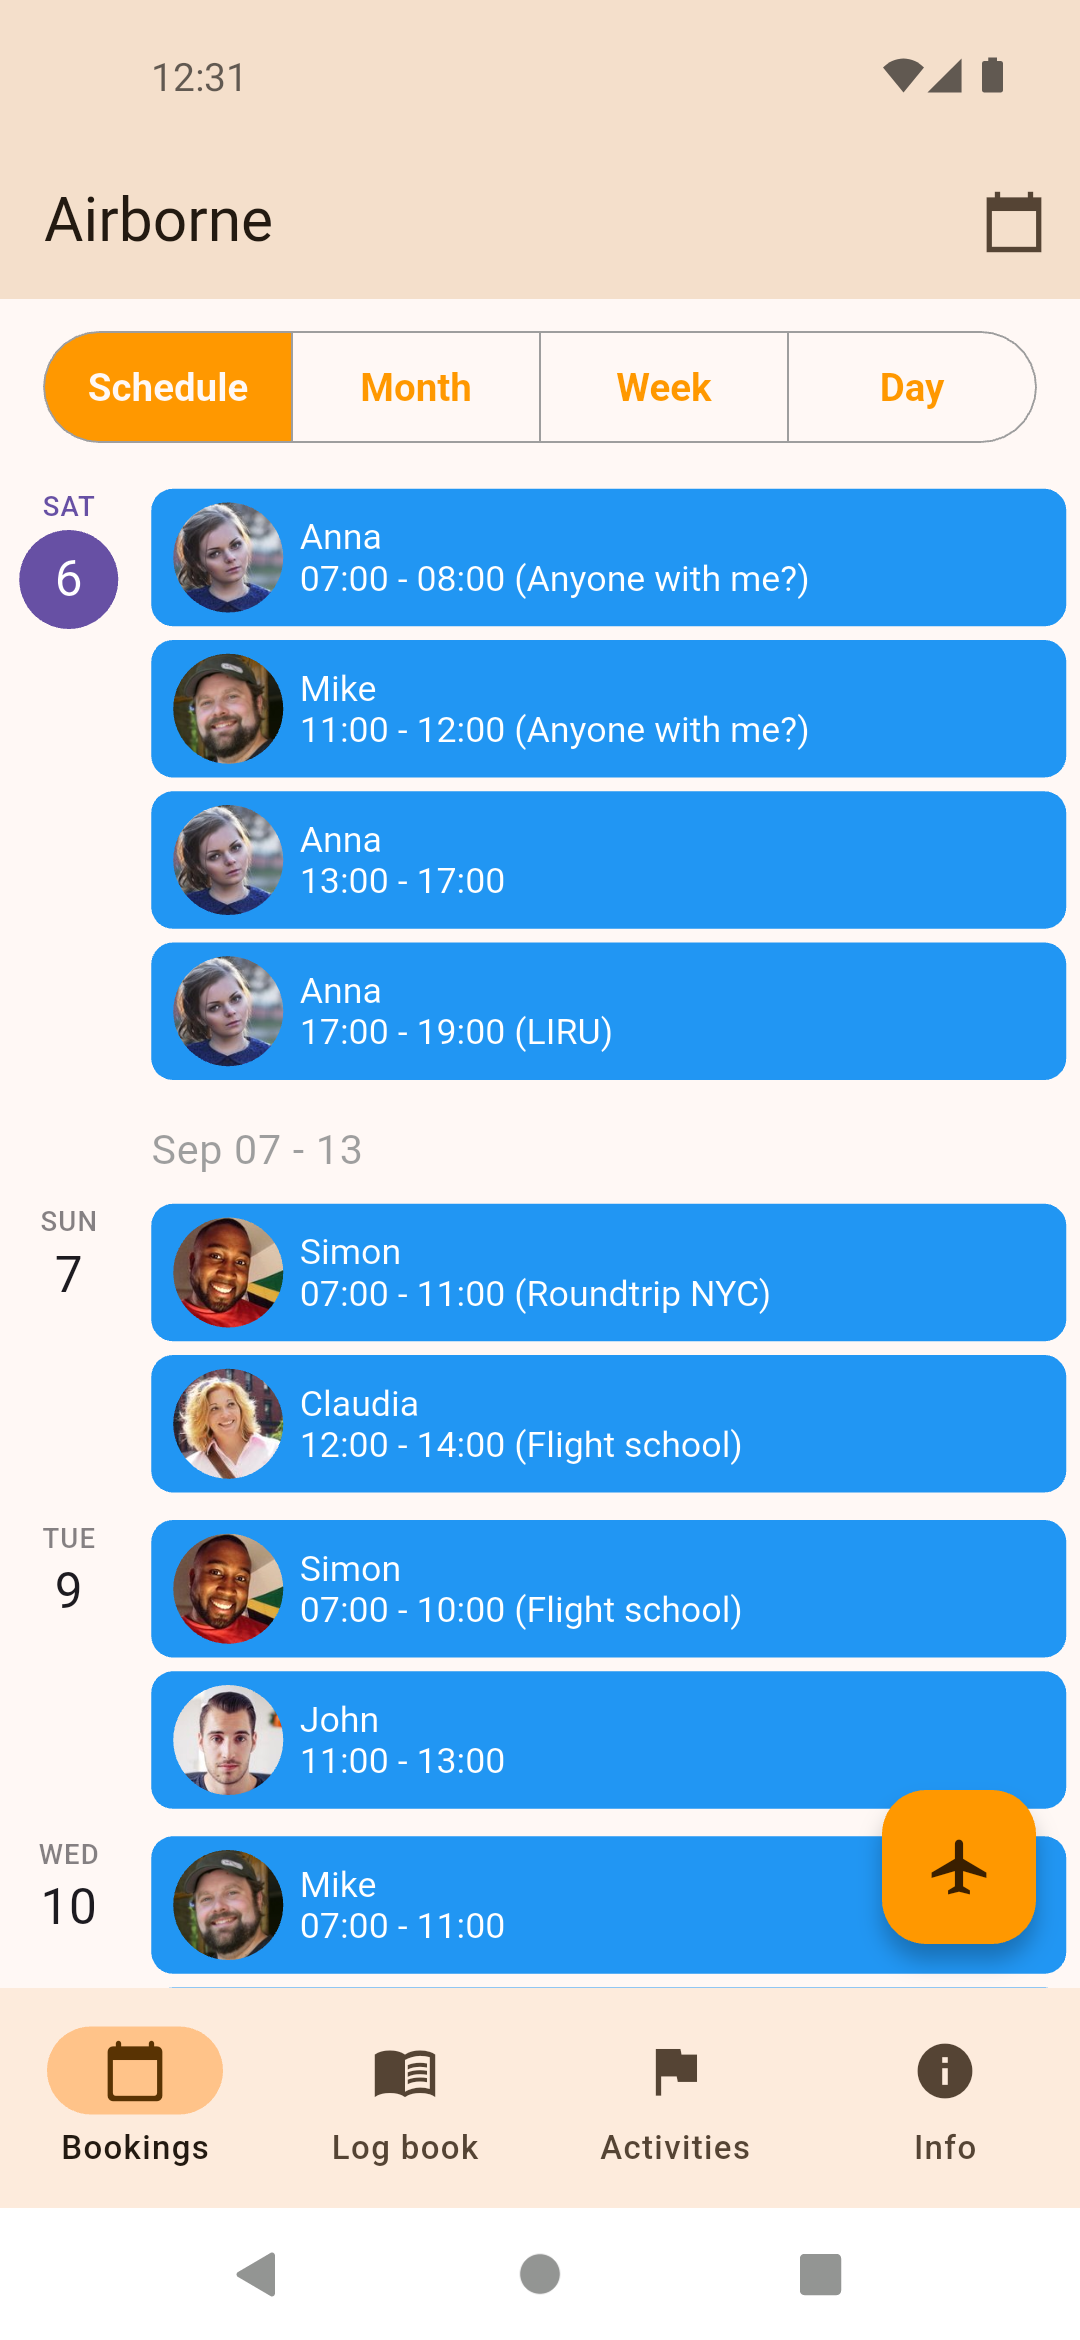 12:31
Airborne
Schedule
Month
Week
Day
SAT
6
Anna
07:00 - 08:00 (Anyone with me?)
Mike
11:00 - 12:00 (Anyone with me?)
Anna
13:00 - 17:00
Anna
17:00 - 19:00 (LIRU)
Sep 07 - 13
SUN
7
Simon
07:00 - 11:00 (Roundtrip NYC)
Claudia
12:00 - 14:00 (Flight school)
TUE
9
Simon
07:00 - 10:00 (Flight school)
John
11:00 - 13:00
WED
10
Mike
07:00 - 11:00
Bookings
Log book
Activities
Info